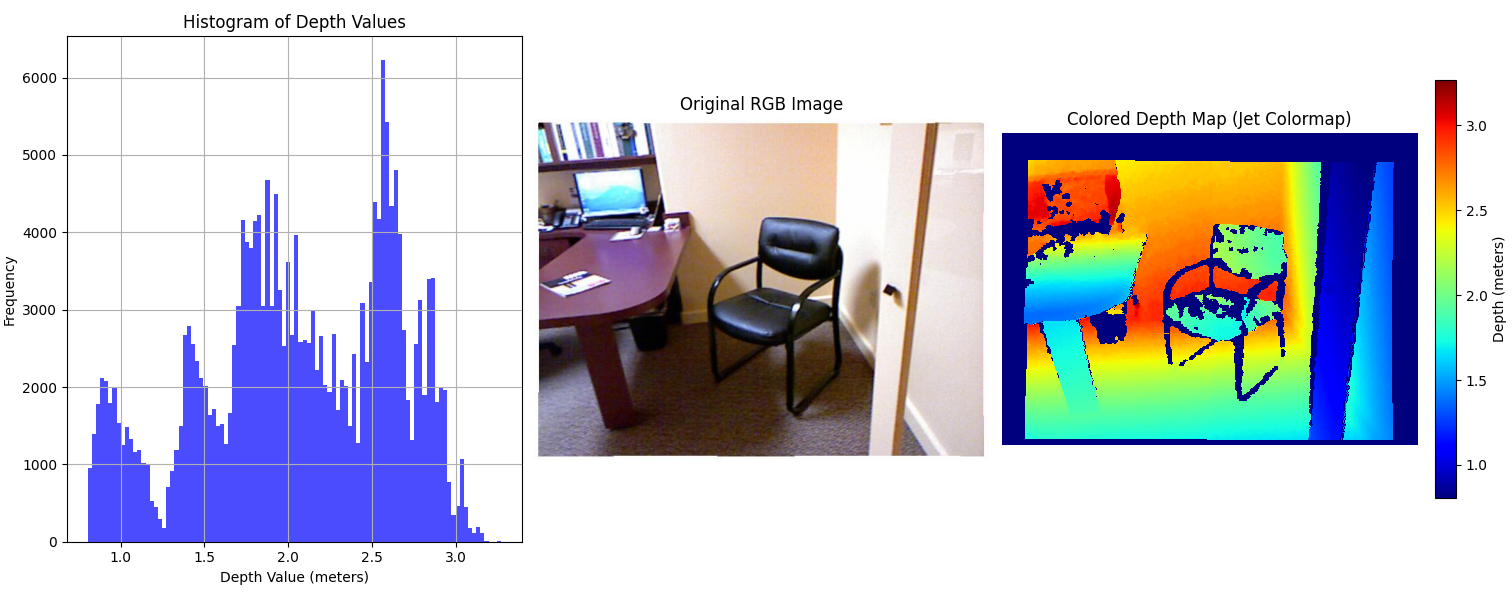 Histogram of Depth Values
Frequency
6000
5000
4000
3000
2000
1000
0
1.0 1.5 2.0 2.5 3.0
Depth Value (meters)
Original RGB Image
Colored Depth Map (Jet Colormap)
3.0
2.5
2.0
1.5
1.0
Depth (meters)